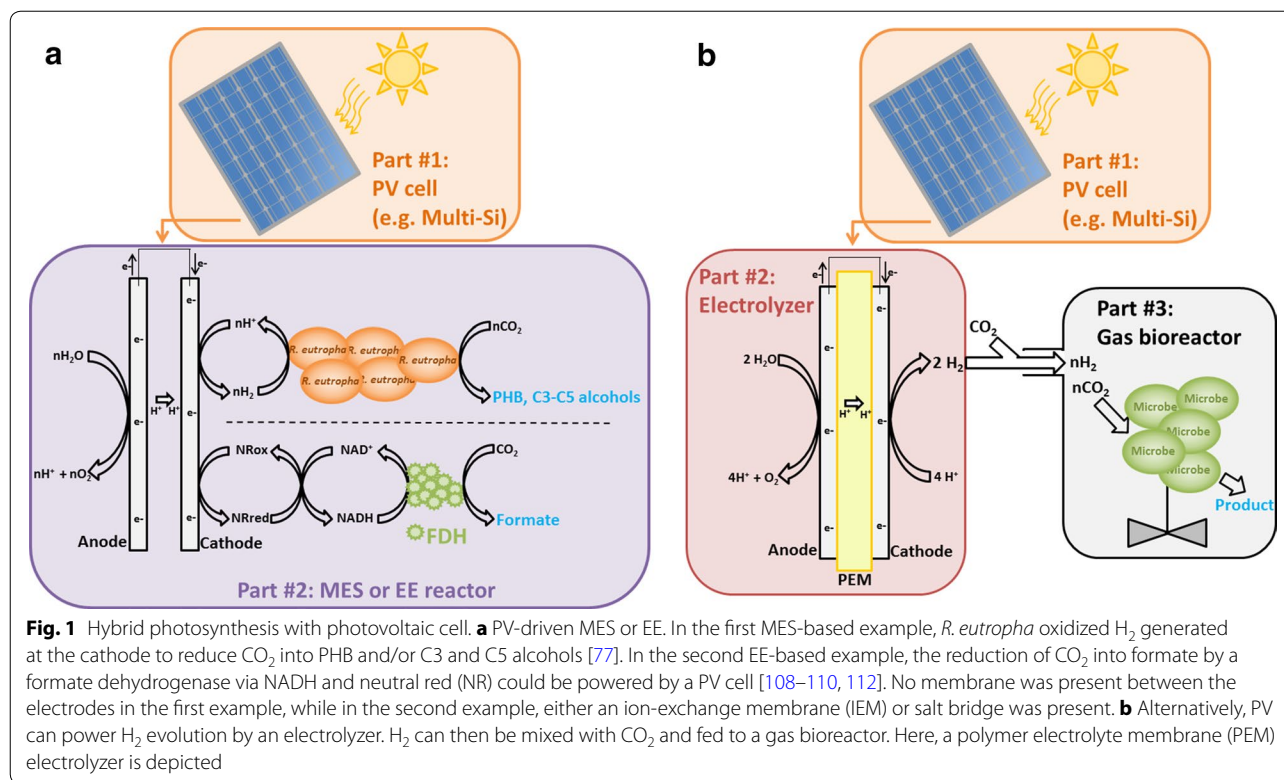 a
Part #1:
PV cell
(e.g. Multi-Si)
e-
e-
e-
e-
e-
e-
e-
e-
e-
e-
nH₂O
nH⁺ + nO₂
H⁺
H⁺
nH⁺
nH₂
R. eutropha
R. eutropha
R. eutropha
R. eutropha
R. eutropha
nCO₂
PHB, C3-C5 alcohols
NRox
NRred
NAD⁺
NADH
FDH
CO₂
Formate
Anode
Cathode
Part #2: MES or EE reactor
b
Part #1:
PV cell
(e.g. Multi-Si)
Part #2:
Electrolyzer
e-
e-
e-
e-
e-
e-
e-
e-
e-
2 H₂O
4H⁺ + O₂
H⁺
H⁺
2 H₂
4 H⁺
Anode
Cathode
PEM
CO₂
Part #3:
Gas bioreactor
nH₂
nCO₂
Microbe
Microbe
Microbe
Microbe
Microbe
Product
Fig. 1 Hybrid photosynthesis with photovoltaic cell. a PV-driven MES or EE. In the first MES-based example, R. eutropha oxidized H₂ generated
at the cathode to reduce CO₂ into PHB and/or C3 and C5 alcohols [77]. In the second EE-based example, the reduction of CO₂ into formate by a
formate dehydrogenase via NADH and neutral red (NR) could be powered by a PV cell [108–110, 112]. No membrane was present between the
electrodes in the first example, while in the second example, either an ion-exchange membrane (IEM) or salt bridge was present. b Alternatively, PV
can power H₂ evolution by an electrolyzer. H₂ can then be mixed with CO₂ and fed to a gas bioreactor. Here, a polymer electrolyte membrane (PEM)
electrolyzer is depicted